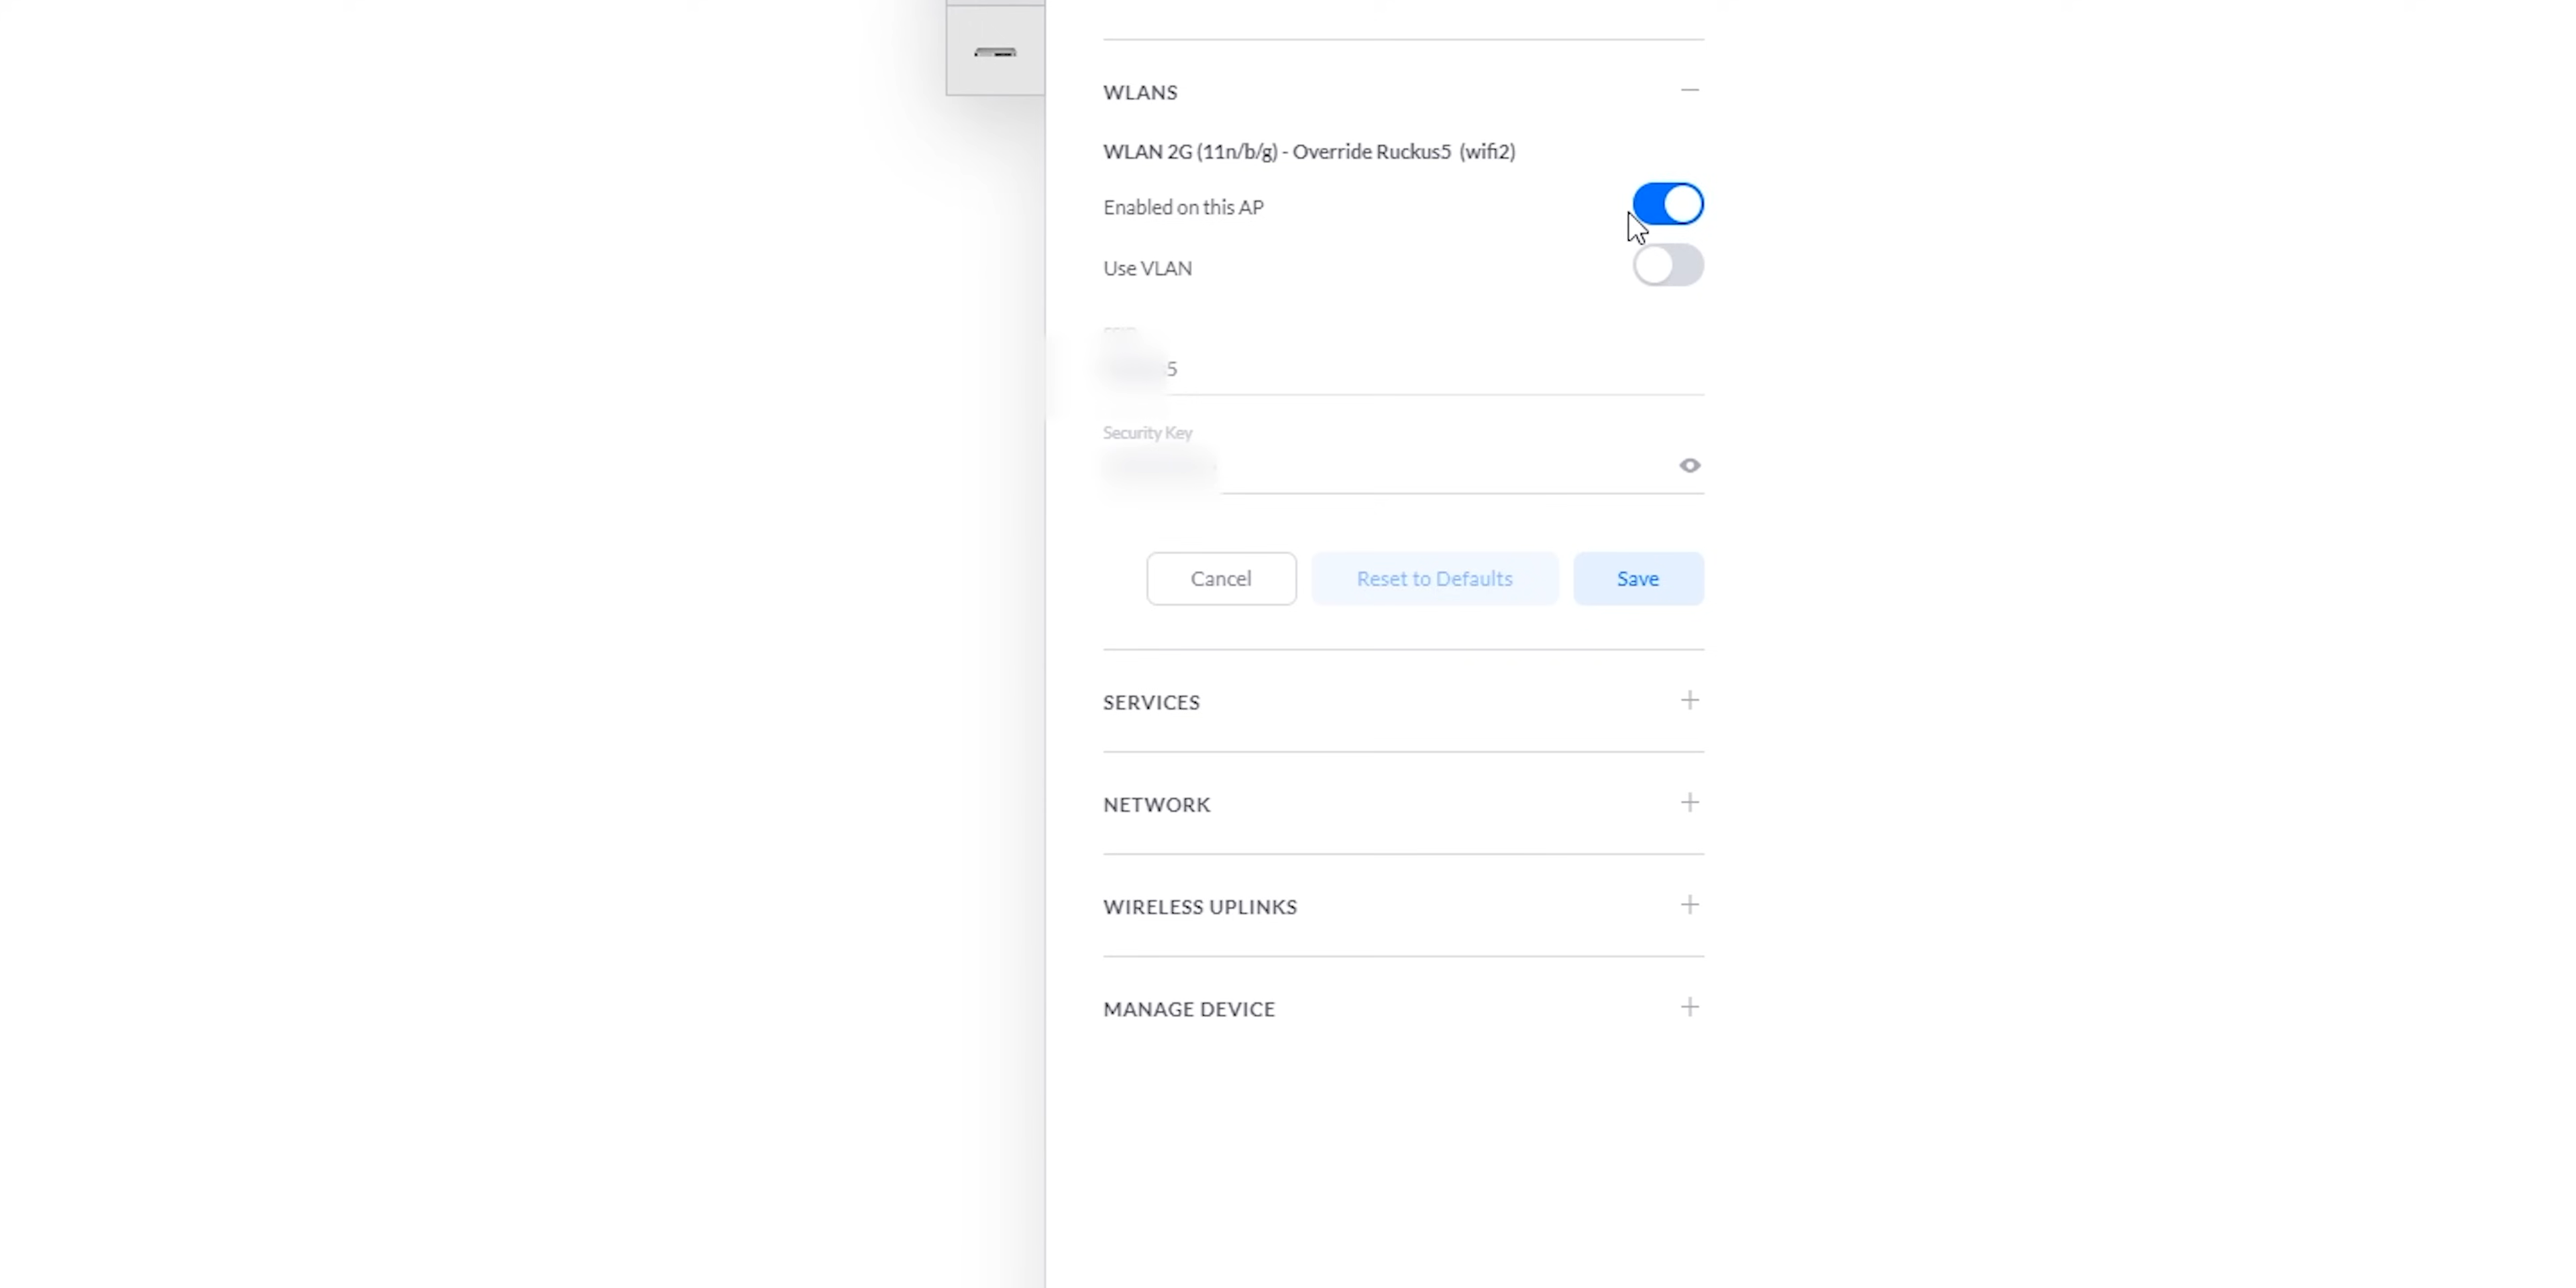 WLANS
WLAN 2G (11n/b/g) - Override Ruckus5 (wifi2)
Enabled on this AP
Use VLAN
5
Security Key
Cancel
Reset to Defaults
Save
SERVICES
NETWORK
WIRELESS UPLINKS
MANAGE DEVICE